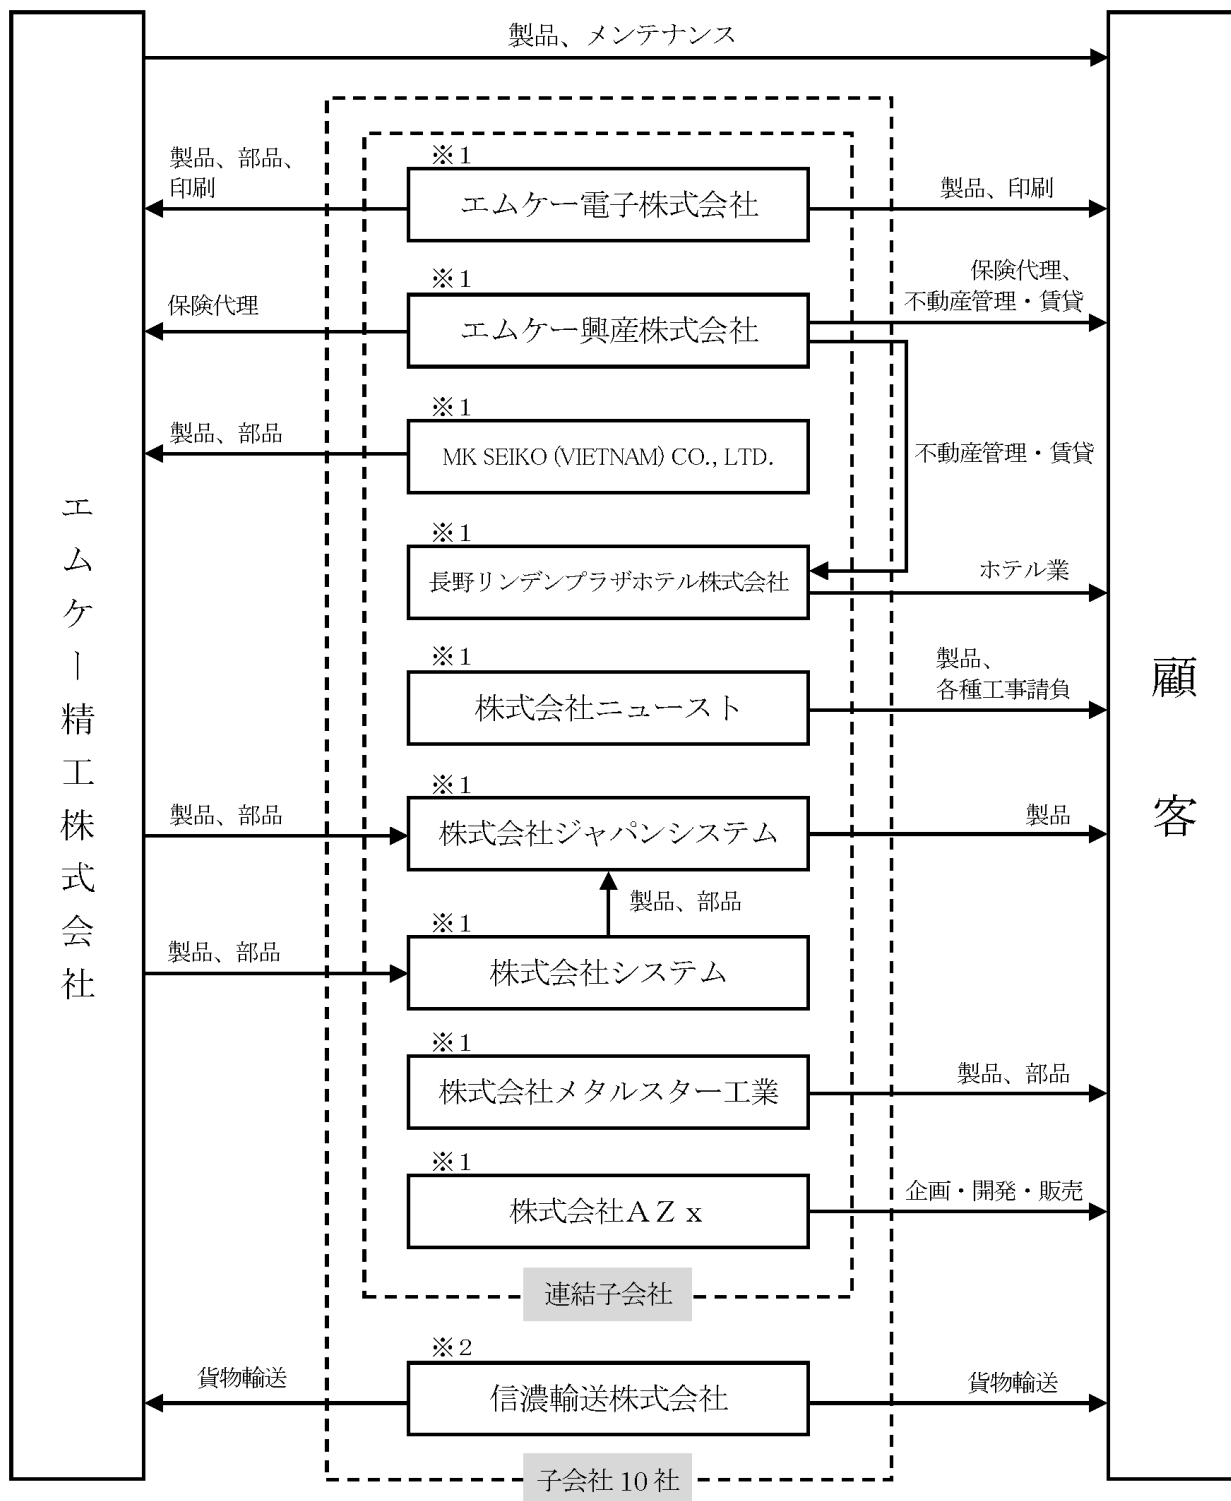 製品、メンテナンス
※1
製品、部品、
印刷
エムケー電子株式会社
製品、印刷
※1
保険代理
エムケー興産株式会社
保険代理、
不動産管理・賃貸
※1
製品、部品
MK SEIKO (VIETNAM) CO., LTD.
不動産管理・賃貸
※1
長野リンデンプラザホテル株式会社
ホテル業
エムケー精工株式会社
顧客
※1
株式会社ニュースト
製品、
各種工事請負
※1
製品、部品
株式会社ジャパンシステム
製品
製品、部品
※1
製品、部品
株式会社システム
※1
株式会社メタルスター工業
製品、部品
※1
株式会社AZx
企画・開発・販売
連結子会社
※2
貨物輸送
信濃輸送株式会社
貨物輸送
子会社10社